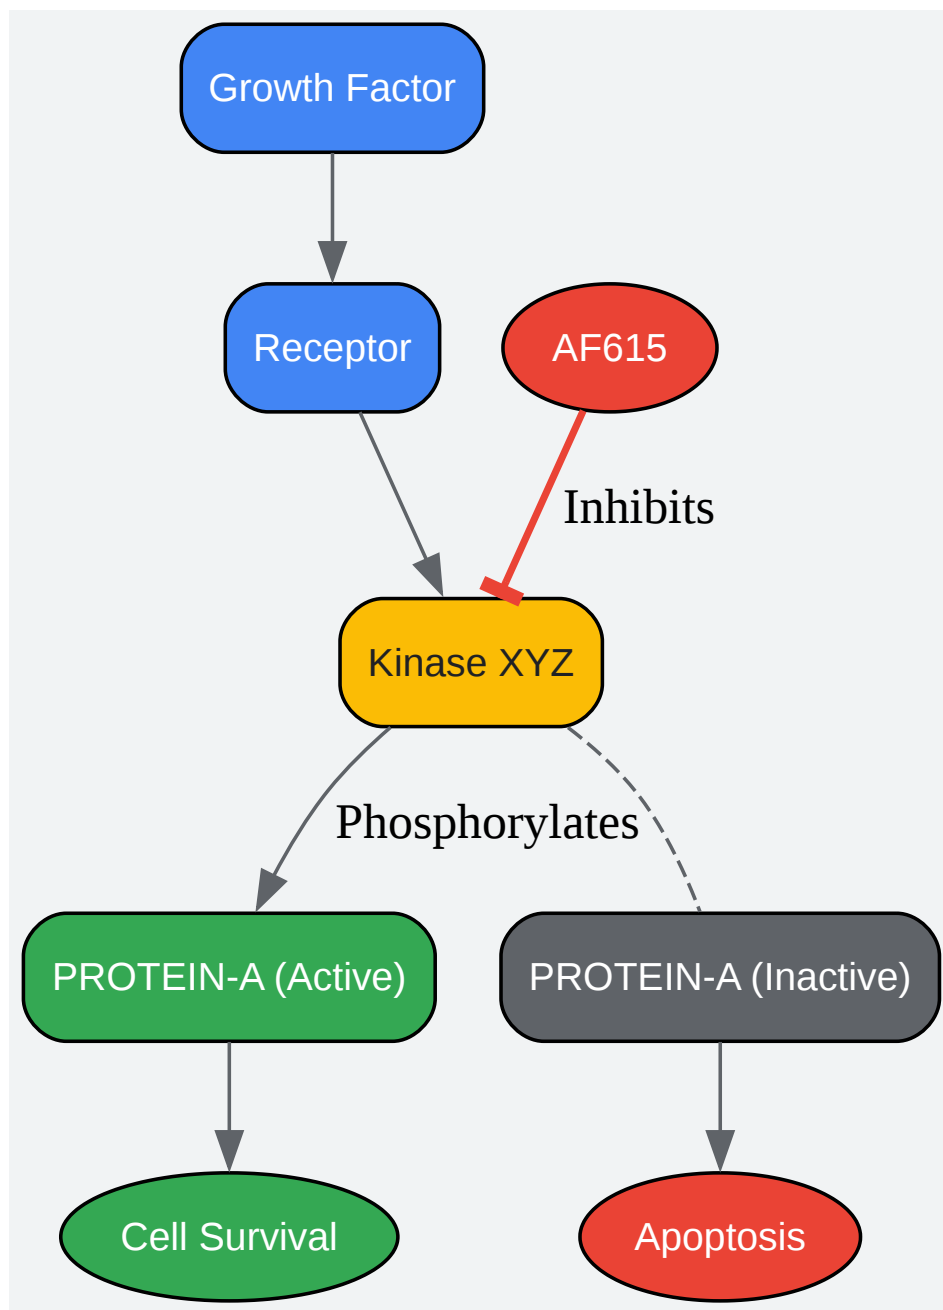 Growth Factor
Receptor
AF615
Inhibits
Kinase XYZ
Phosphorylates
PROTEIN-A (Active)
PROTEIN-A (Inactive)
Cell Survival
Apoptosis